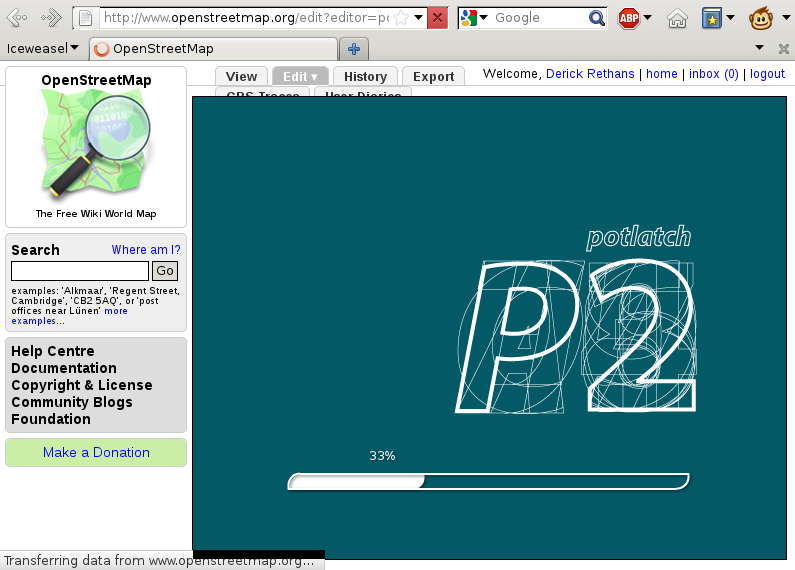 http://www.openstreetmap.org/edit?editor=po
Google
ABP
Iceweasel
OpenStreetMap
OpenStreetMap
The Free Wiki World Map
View
Edit ▾
History
Export
GPS Traces
User Diaries
Welcome, Derick Rethans | home | inbox (0) | logout
Search
Where am I?
Go
examples: 'Alkmaar', 'Regent Street,
Cambridge', 'CB2 5AQ', or 'post
offices near Lünen' more
examples...
Help Centre
Documentation
Copyright & License
Community Blogs
Foundation
Make a Donation
potlatch
P2
33%
Transferring data from www.openstreetmap.org...